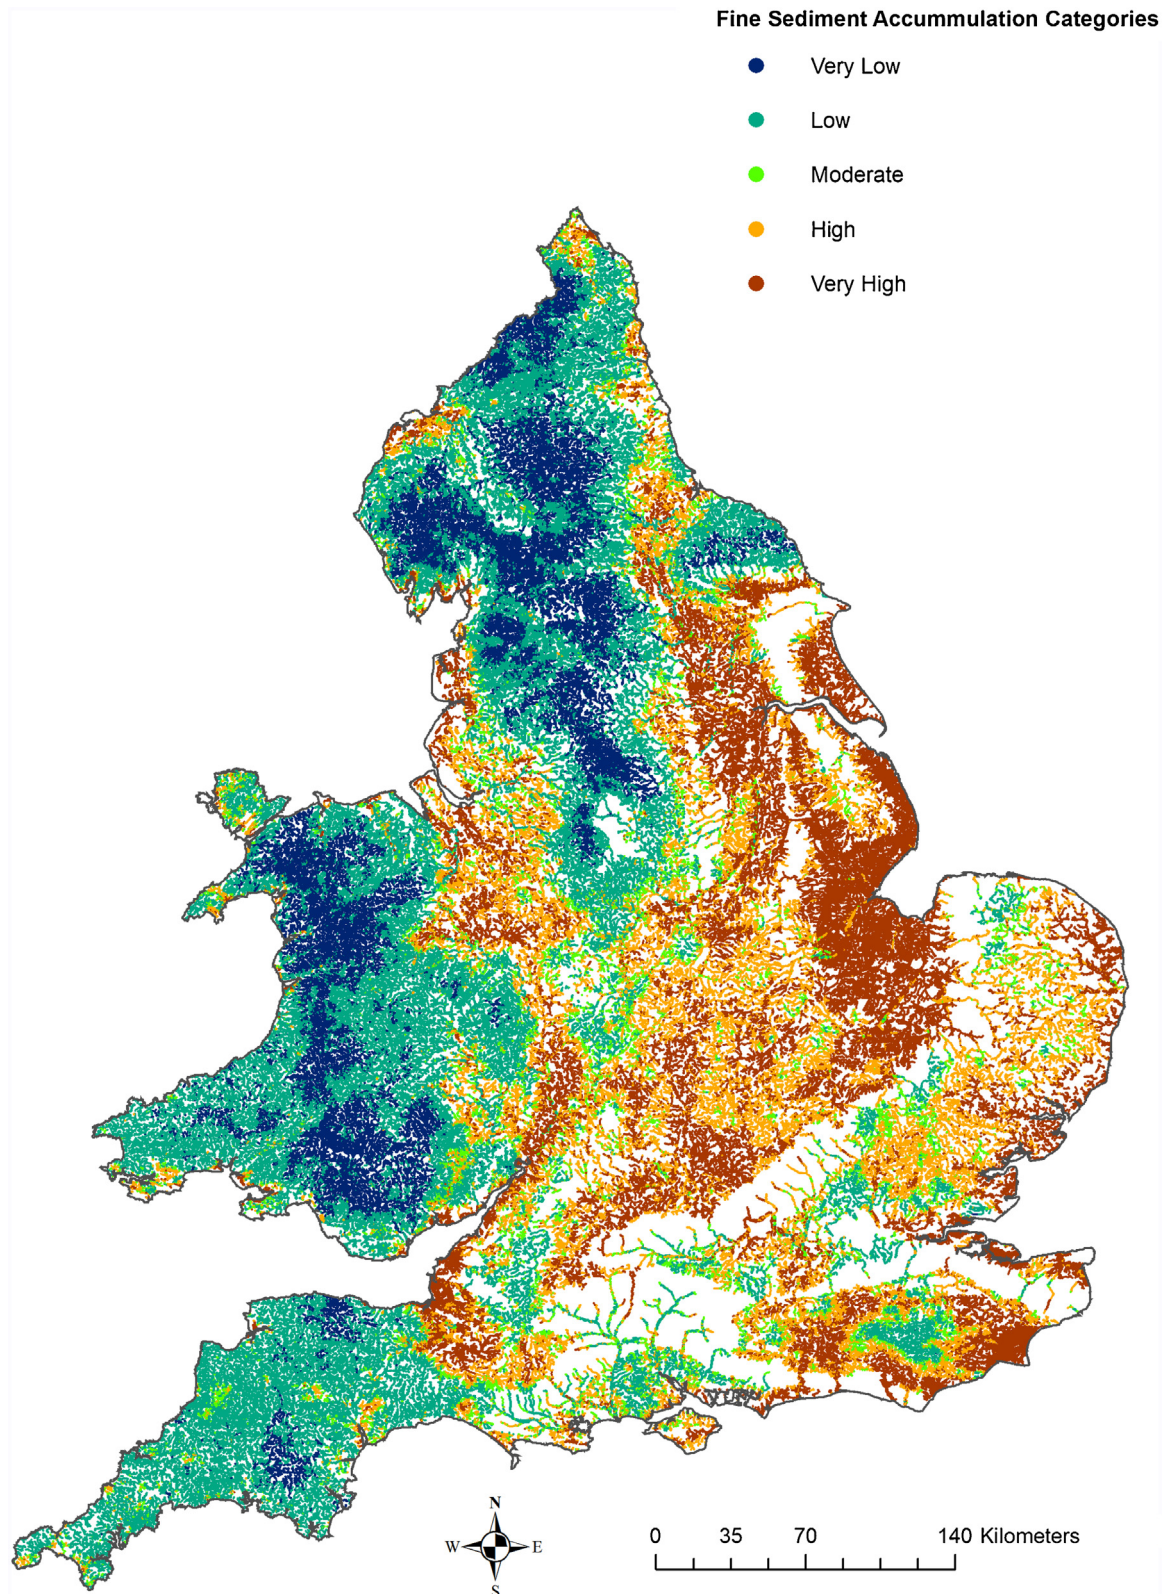 Fine Sediment Accummulation Categories
Very Low
Low
Moderate
High
Very High
N
W E
S
0 35 70 140 Kilometers